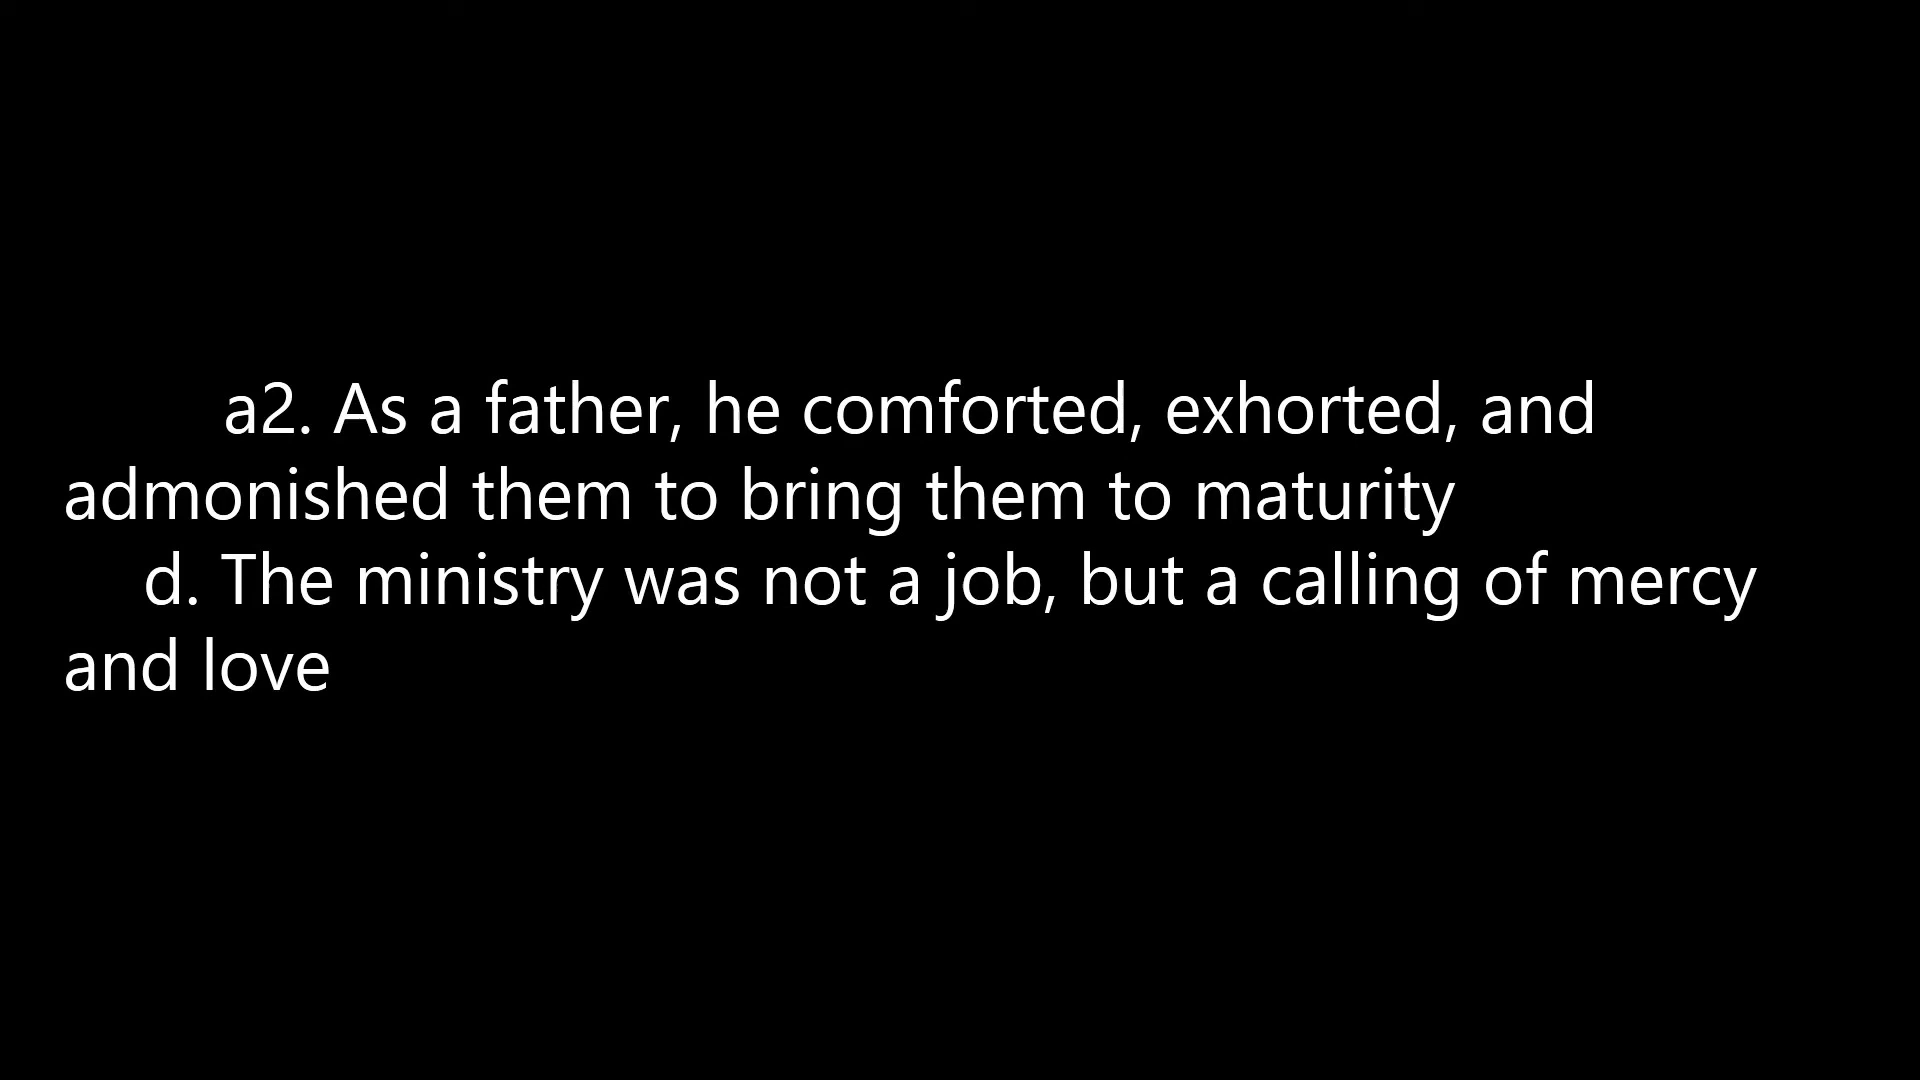 a2. As a father, he comforted, exhorted, and
admonished them to bring them to maturity
d. The ministry was not a job, but a calling of mercy
and love